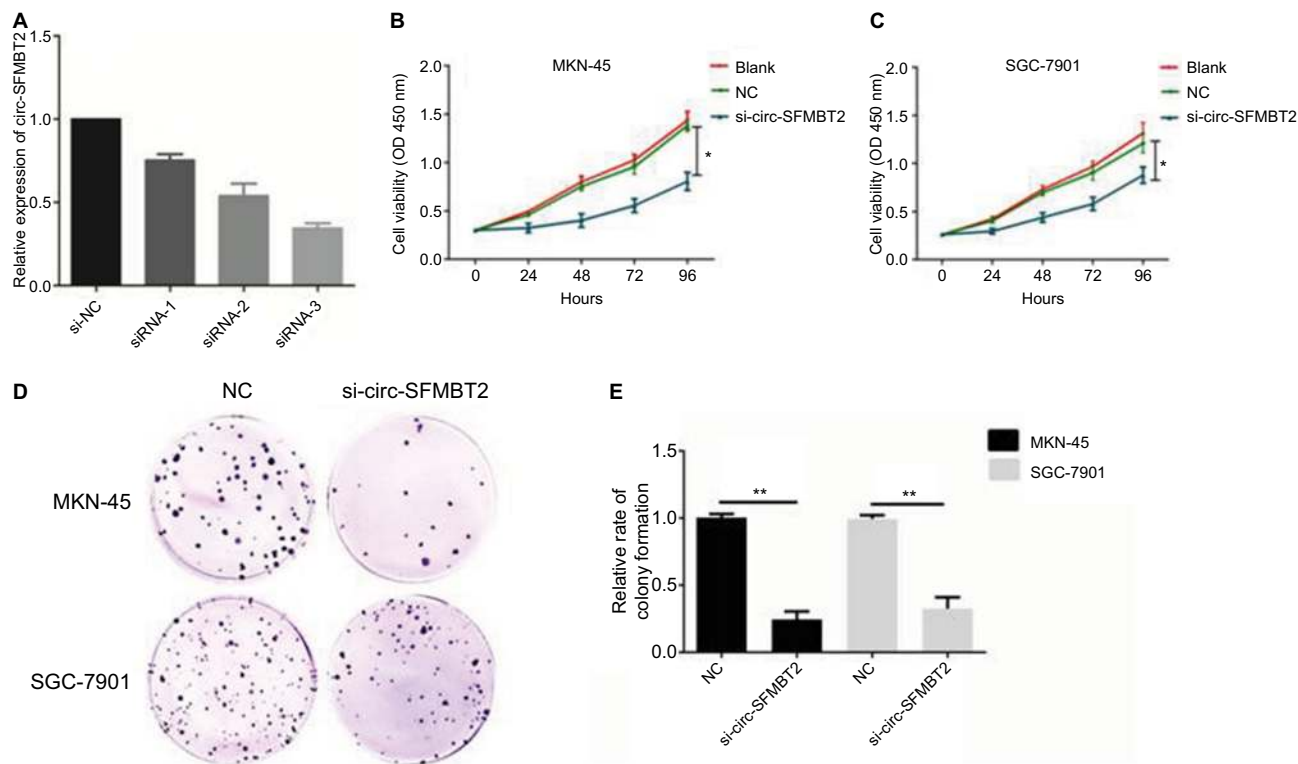 A
Relative expression of circ-SFMBT2
1.5
1.0
0.5
0.0
si-NC
siRNA-1
siRNA-2
siRNA-3
B
MKN-45
Blank
NC
si-circ-SFMBT2
Cell viability (OD 450 nm)
2.0
1.5
1.0
0.5
0.0
*
0 24 48 72 96
Hours
C
SGC-7901
Blank
NC
si-circ-SFMBT2
Cell viability (OD 450 nm)
2.0
1.5
1.0
0.5
0.0
*
0 24 48 72 96
Hours
D
NC si-circ-SFMBT2
MKN-45
SGC-7901
E
MKN-45
SGC-7901
Relative rate of
colony formation
1.5
1.0
0.5
0.0
** **
NC
si-circ-SFMBT2
NC
si-circ-SFMBT2